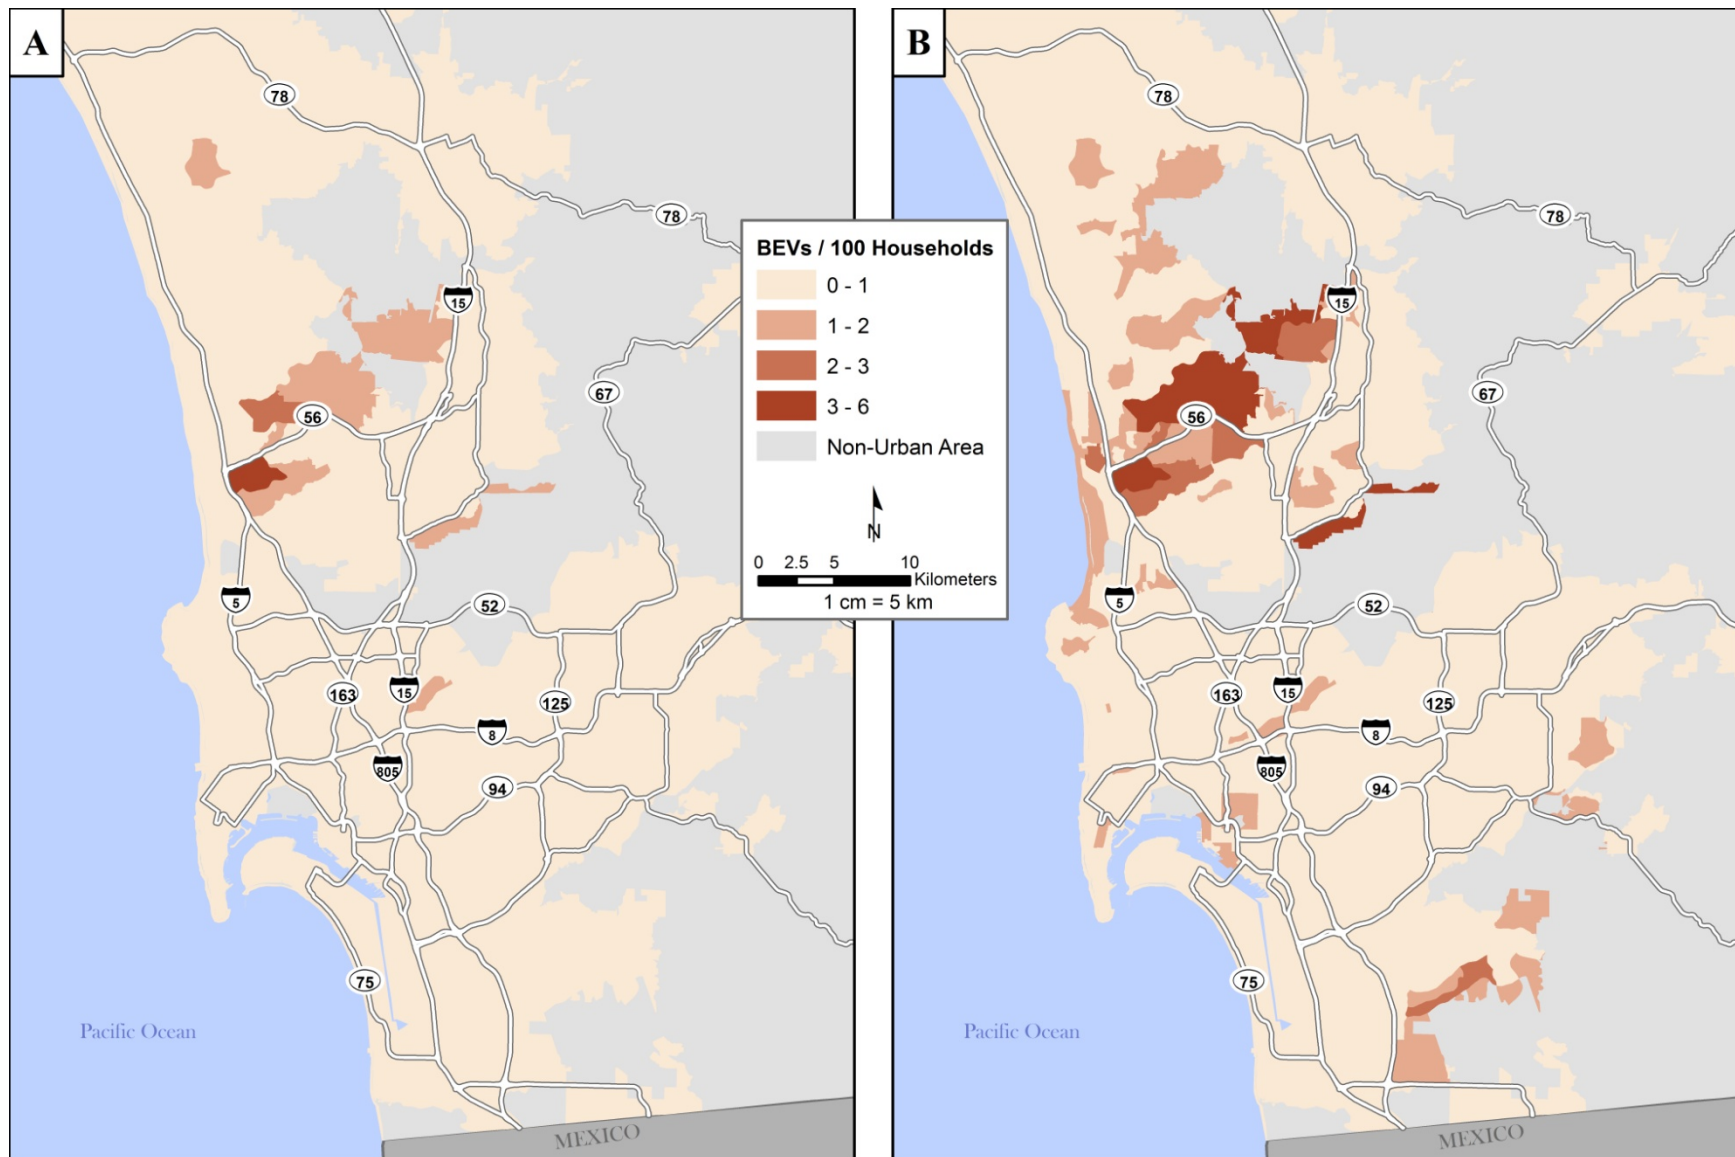 A
78
78
15
67
56
52
5
163
15
125
8
805
94
75
Pacific Ocean
MEXICO
BEVs / 100 Households
0 - 1
1 - 2
2 - 3
3 - 6
Non-Urban Area
N
0 2.5 5 10
Kilometers
1 cm = 5 km
B
78
78
15
67
56
52
5
163
15
125
8
805
94
75
Pacific Ocean
MEXICO